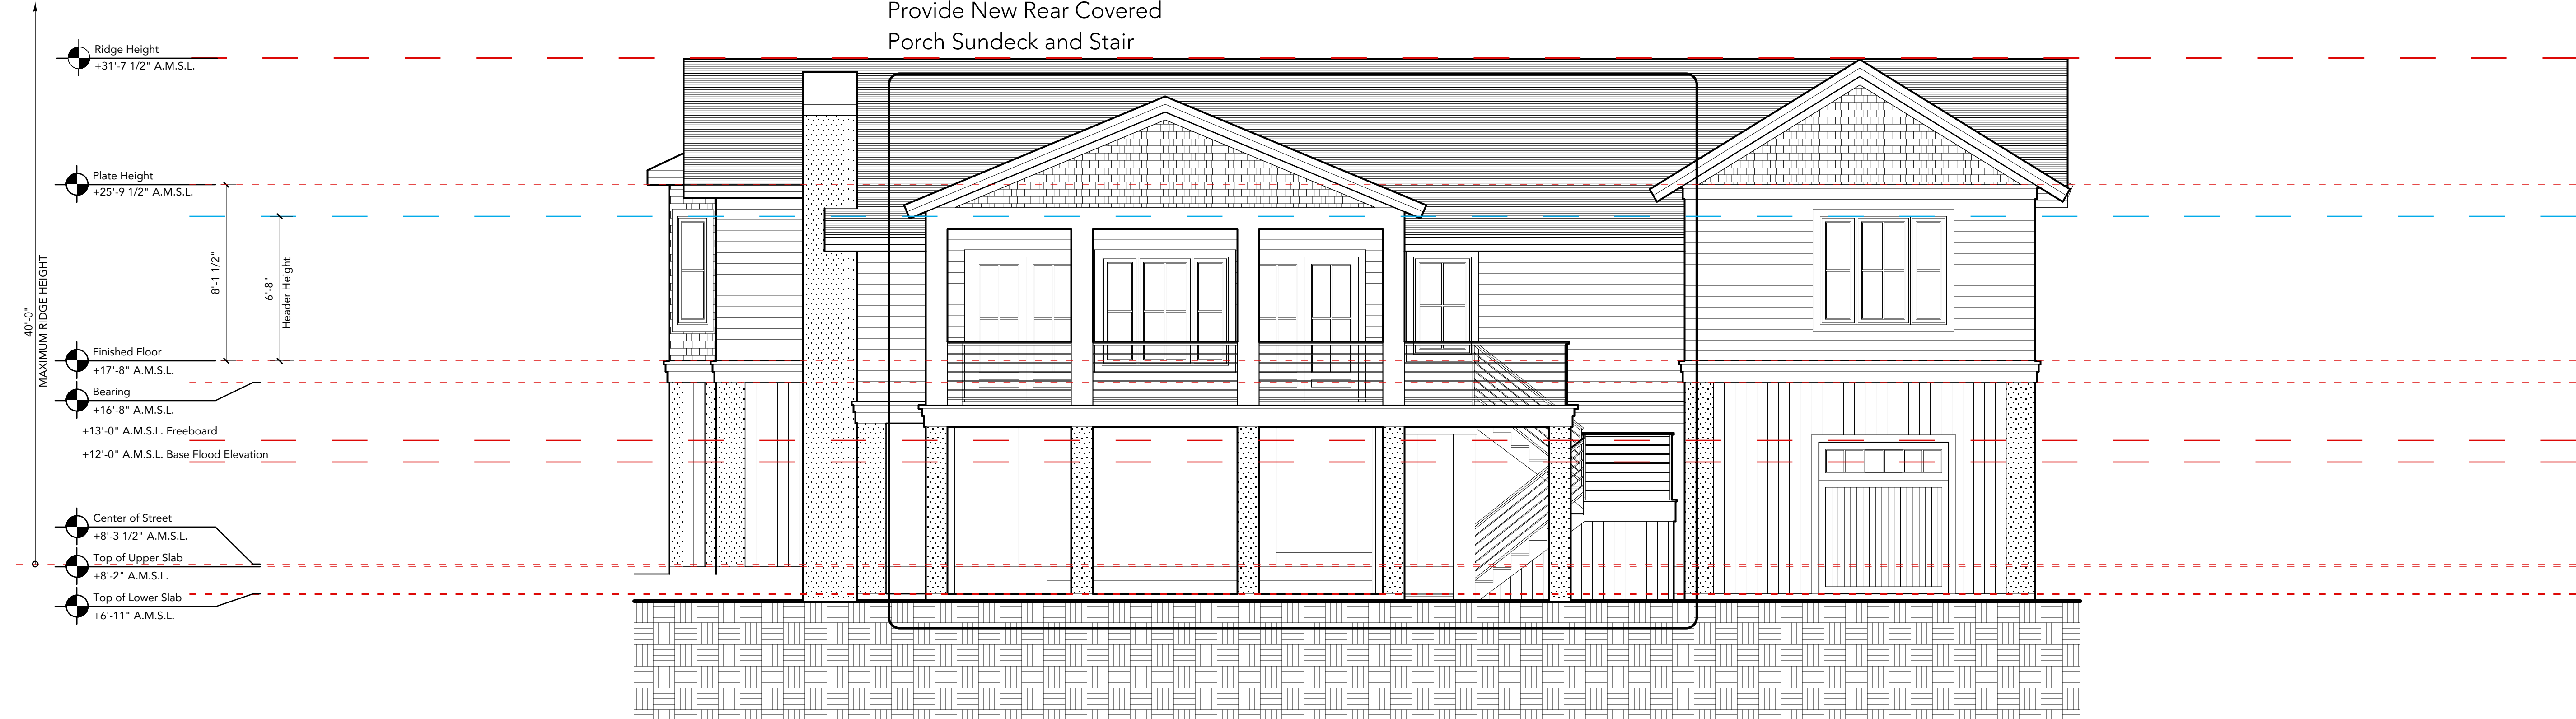 Provide New Rear Covered
Porch Sundeck and Stair
Ridge Height
+31'-7 1/2" A.M.S.L.
Plate Height
+25'-9 1/2" A.M.S.L.
40'-0"
MAXIMUM RIDGE HEIGHT
8'-1 1/2"
6'-8"
Header Height
Finished Floor
+17'-8" A.M.S.L.
Bearing
+16'-8" A.M.S.L.
+13'-0" A.M.S.L. Freeboard
+12'-0" A.M.S.L. Base Flood Elevation
Center of Street
+8'-3 1/2" A.M.S.L.
Top of Upper Slab
+8'-2" A.M.S.L.
Top of Lower Slab
+6'-11" A.M.S.L.